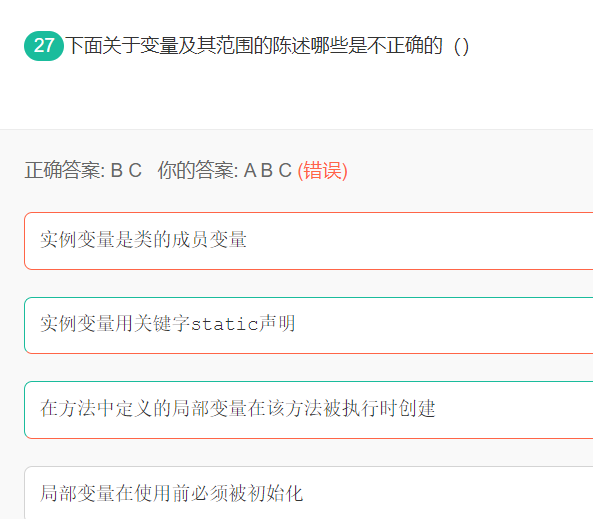 27 下面关于变量及其范围的陈述哪些是不正确的（）
正确答案: B C 你的答案: A B C (错误)
实例变量是类的成员变量
实例变量用关键字static声明
在方法中定义的局部变量在该方法被执行时创建
局部变量在使用前必须被初始化